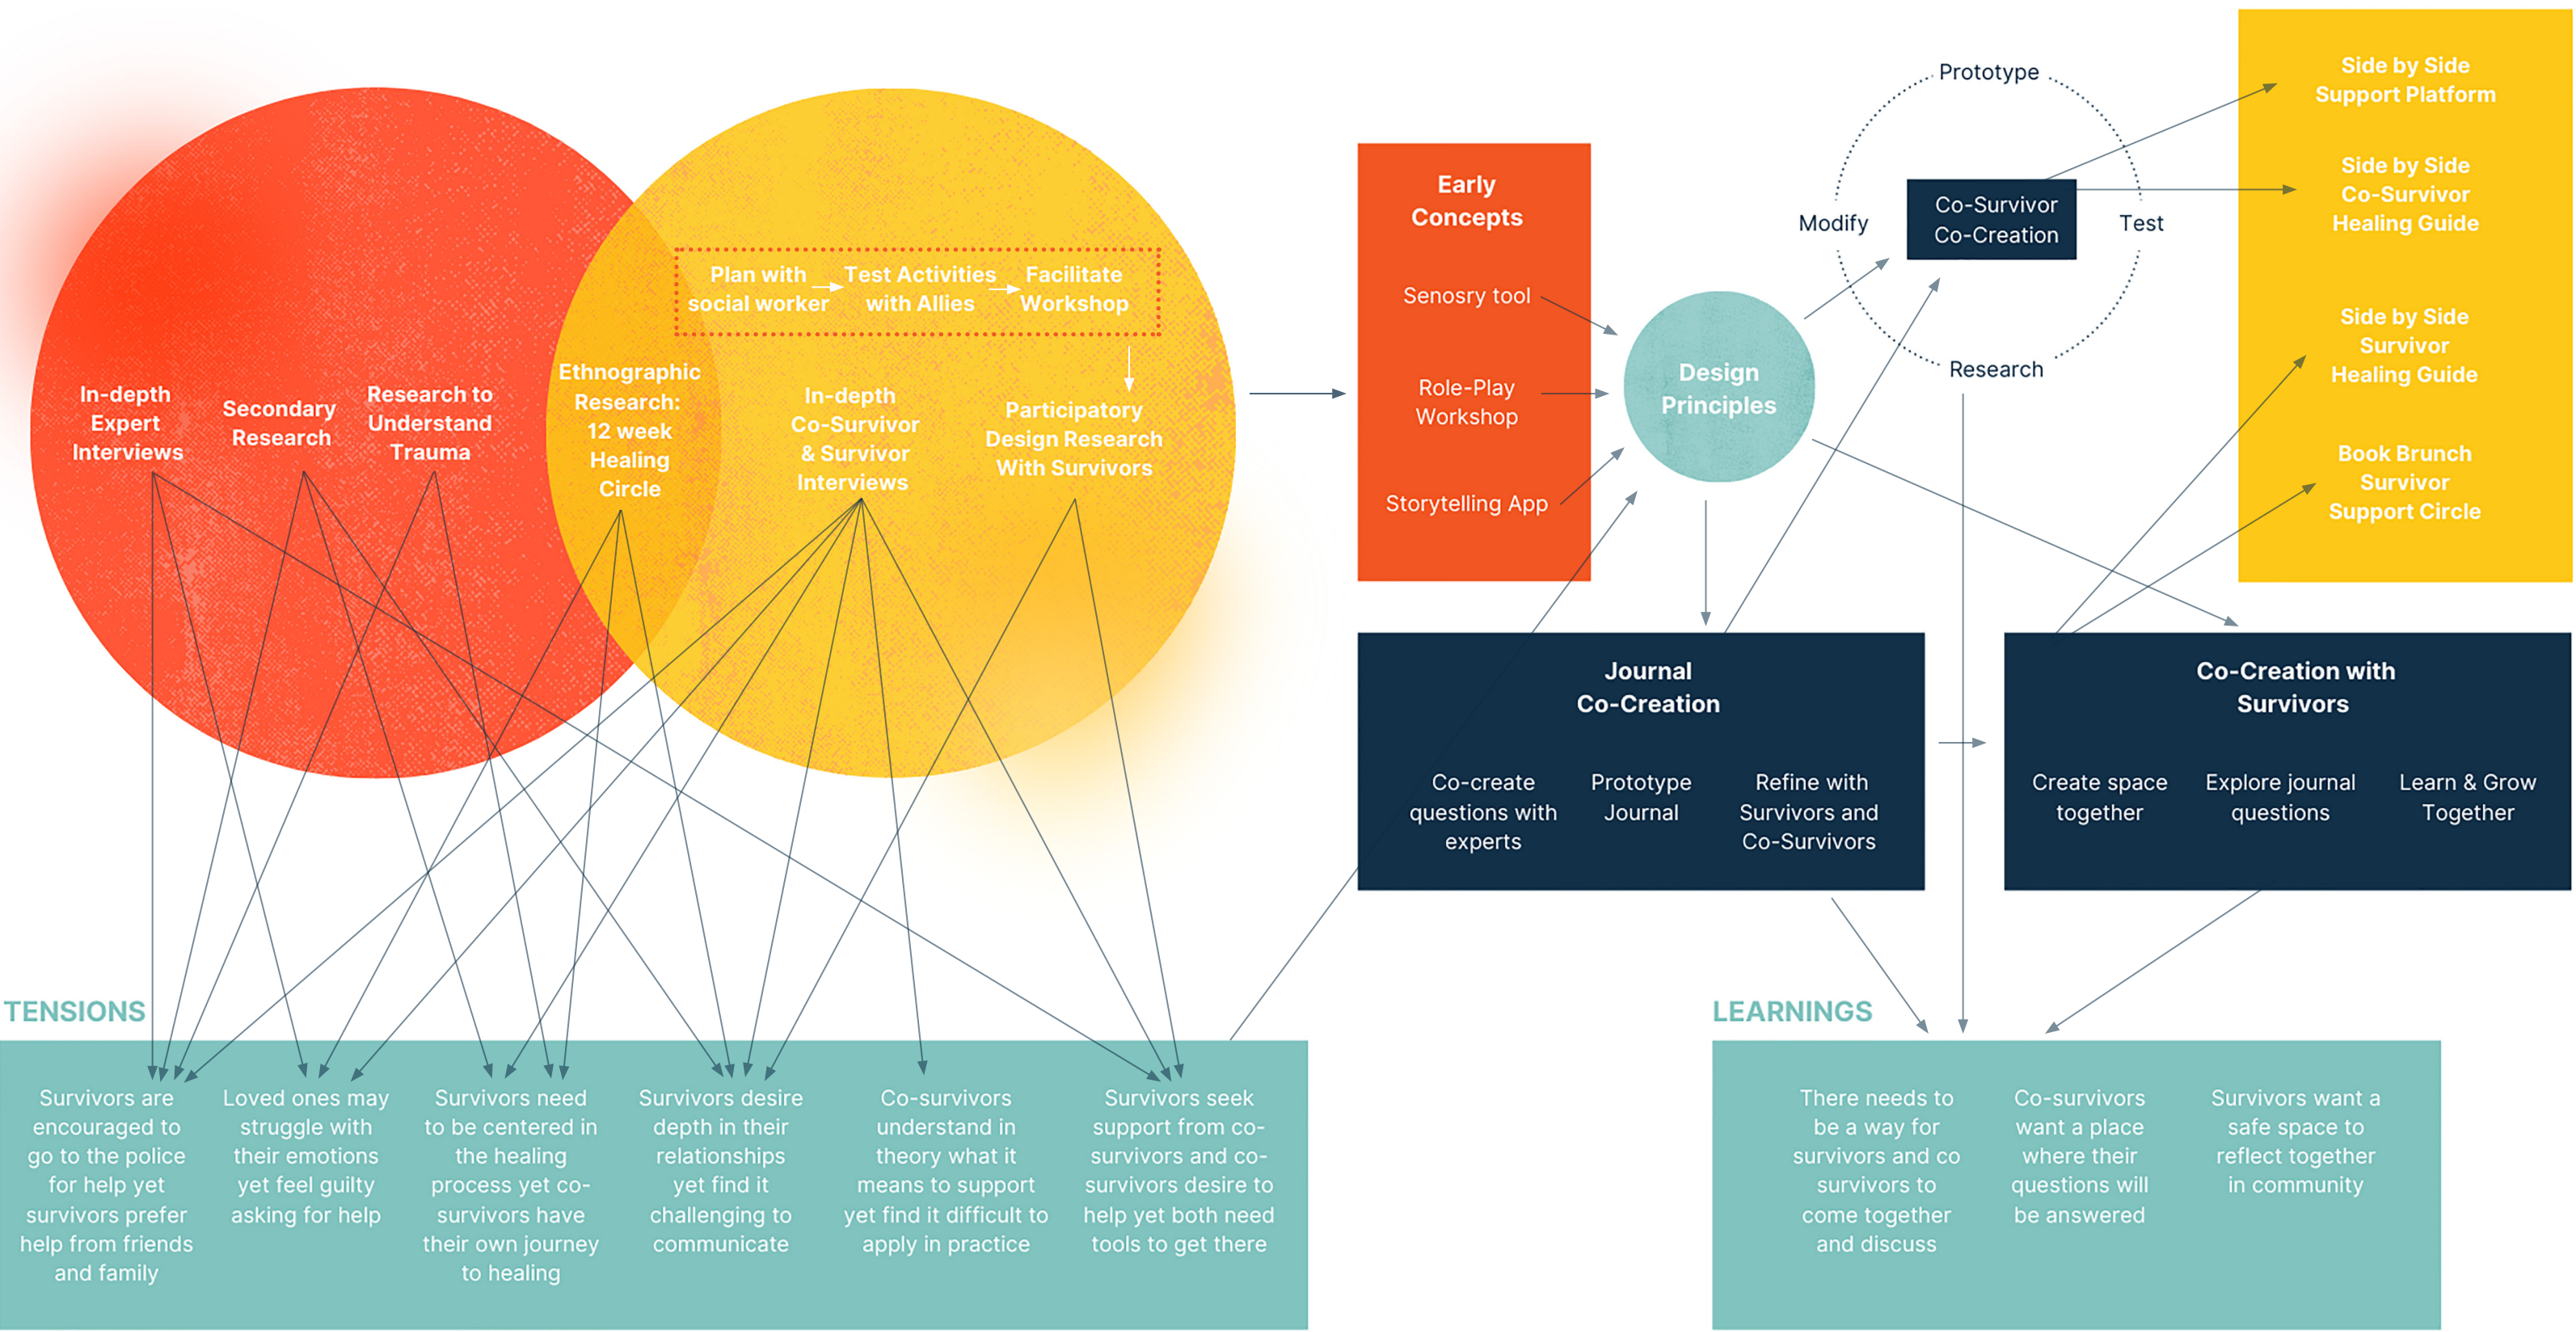 In-depth
Expert
Interviews
Secondary
Research
Research to
Understand
Trauma
Ethnographic
Research:
12 week
Healing
Circle
Plan with
social worker
Test Activities
with Allies
Facilitate
Workshop
In-depth
Co-Survivor
& Survivor
Interviews
Participatory
Design Research
With Survivors
Early
Concepts
Senosry tool
Role-Play
Workshop
Storytelling App
Design
Principles
Prototype
Modify
Co-Survivor
Co-Creation
Test
Research
Side by Side
Support Platform
Side by Side
Co-Survivor
Healing Guide
Side by Side
Survivor
Healing Guide
Book Brunch
Survivor
Support Circle
Journal
Co-Creation
Co-create
questions with
experts
Prototype
Journal
Refine with
Survivors and
Co-Survivors
Co-Creation with
Survivors
Create space
together
Explore journal
questions
Learn & Grow
Together
TENSIONS
Survivors are
encouraged to
go to the police
for help yet
survivors prefer
help from friends
and family
Loved ones may
struggle with
their emotions
yet feel guilty
asking for help
Survivors need
to be centered in
the healing
process yet co-
survivors have
their own journey
to healing
Survivors desire
depth in their
relationships
yet find it
challenging to
communicate
Co-survivors
understand in
theory what it
means to support
yet find it difficult to
apply in practice
Survivors seek
support from co-
survivors and co-
survivors desire to
help yet both need
tools to get there
LEARNINGS
There needs to
be a way for
survivors and co
survivors to
come together
and discuss
Co-survivors
want a place
where their
questions will
be answered
Survivors want a
safe space to
reflect together
in community